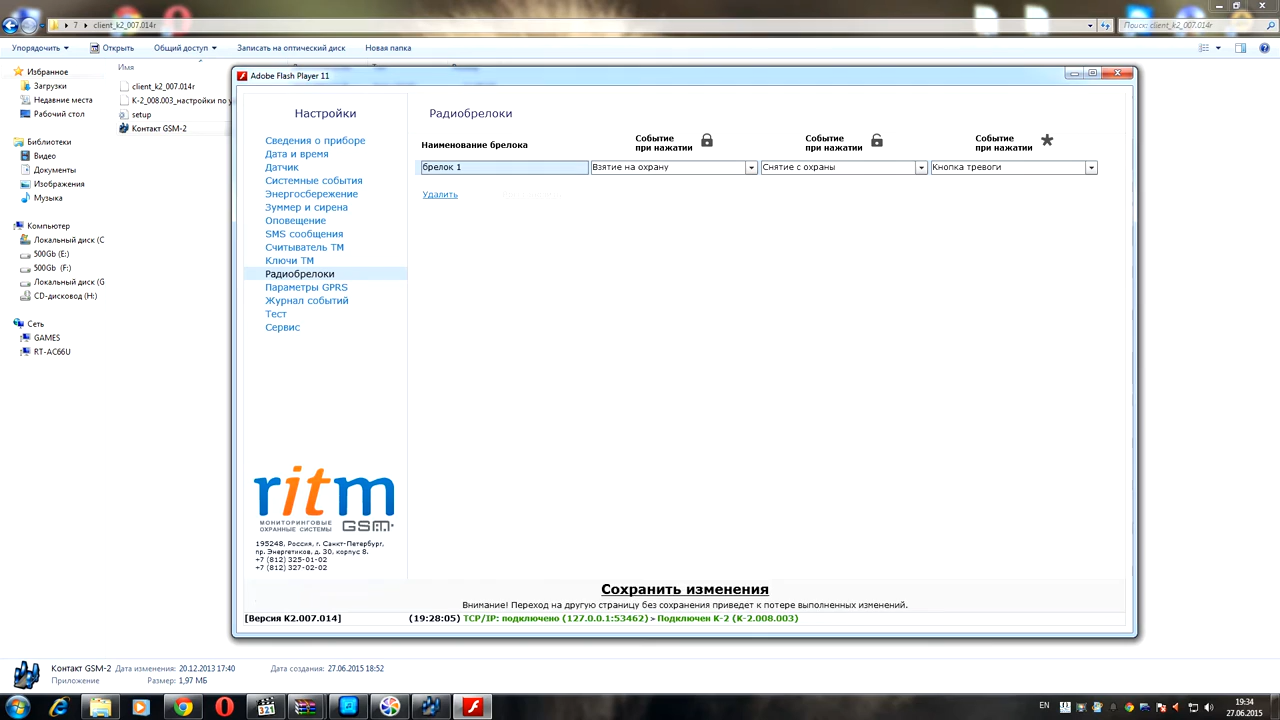 7
client_k2_007.014r
Поиск: client_k2_007.014r
Упорядочить
Открыть
Общий доступ
Записать на оптический диск
Новая папка
Избранное
Загрузки
Недавние места
Рабочий стол
Библиотеки
Видео
Документы
Изображения
Музыка
Компьютер
Локальный диск (C
500Gb (E:)
500Gb (F:)
Локальный диск (G
CD-дисковод (H:)
Сеть
GAMES
RT-AC66U
Имя
client_k2_007.014r
K-2_008.003_настройки по у
setup
Контакт GSM-2
Adobe Flash Player 11
Настройки
Сведения о приборе
Дата и время
Датчик
Системные события
Энергосбережение
Зуммер и сирена
Оповещение
SMS сообщения
Считыватель ТМ
Ключи ТМ
Радиобрелоки
Параметры GPRS
Журнал событий
Тест
Сервис
ritm
МОНИТОРИНГОВЫЕ
ОХРАННЫЕ СИСТЕМЫ
GSM
195248, Россия, г. Санкт-Петербург,
пр. Энергетиков, д. 30, корпус 8.
+7 (812) 325-01-02
+7 (812) 327-02-02
Радиобрелоки
Наименование брелока
Событие
при нажатии
Событие
при нажатии
Событие
при нажатии
брелок 1
Взятие на охрану
Снятие с охраны
Кнопка тревоги
Удалить
Сохранить изменения
Внимание! Переход на другую страницу без сохранения приведет к потере выполненных изменений.
[Версия K2.007.014]
(19:28:05) TCP/IP: подключено (127.0.0.1:53462) > Подключен K-2 (K-2.008.003)
Контакт GSM-2 Дата изменения: 20.12.2013 17:40 Дата создания: 27.06.2015 18:52
Приложение Размер: 1,97 МБ
321
EN
19:34
27.06.2015